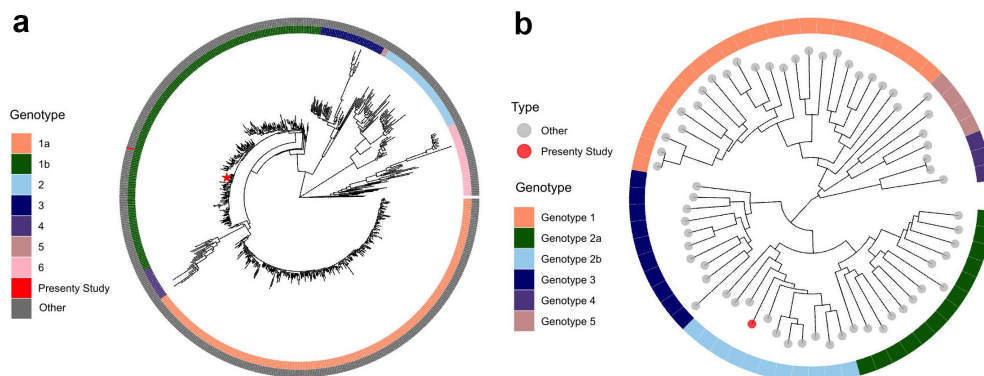 a
Genotype
1a
1b
2
3
4
5
6
Presenty Study
Other
b
Type
Other
Presenty Study
Genotype
Genotype 1
Genotype 2a
Genotype 2b
Genotype 3
Genotype 4
Genotype 5